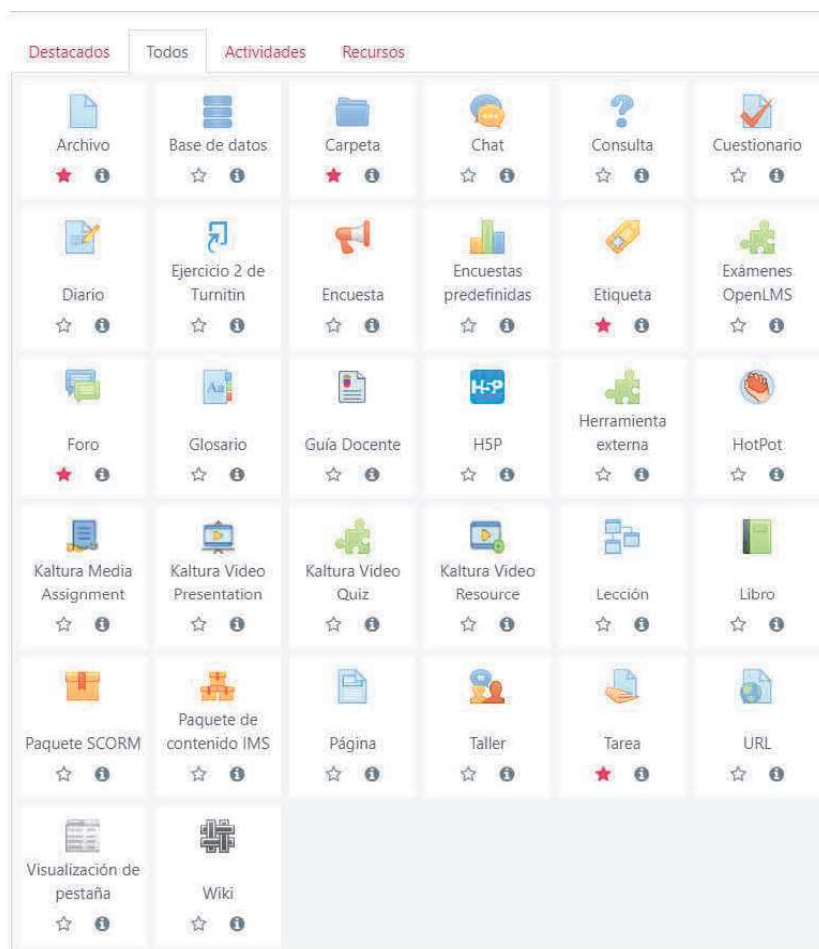 Destacados Todos Actividades Recursos
Archivo Base de datos Carpeta Chat Consulta Cuestionario
Diario
Ejercicio 2 de
Turnitin
Encuesta
Encuestas
predefinidas
Etiqueta
Exámenes
OpenLMS
Foro
Aa
Glosario
Guía Docente
H5P
H5P
Herramienta
externa
HotPot
Kaltura Media
Assignment
Kaltura Video
Presentation
Kaltura Video
Quiz
Kaltura Video
Resource
Lección
Libro
Paquete SCORM
Paquete de
contenido IMS
Página
Taller
Tarea
URL
Visualización de
pestaña
Wiki